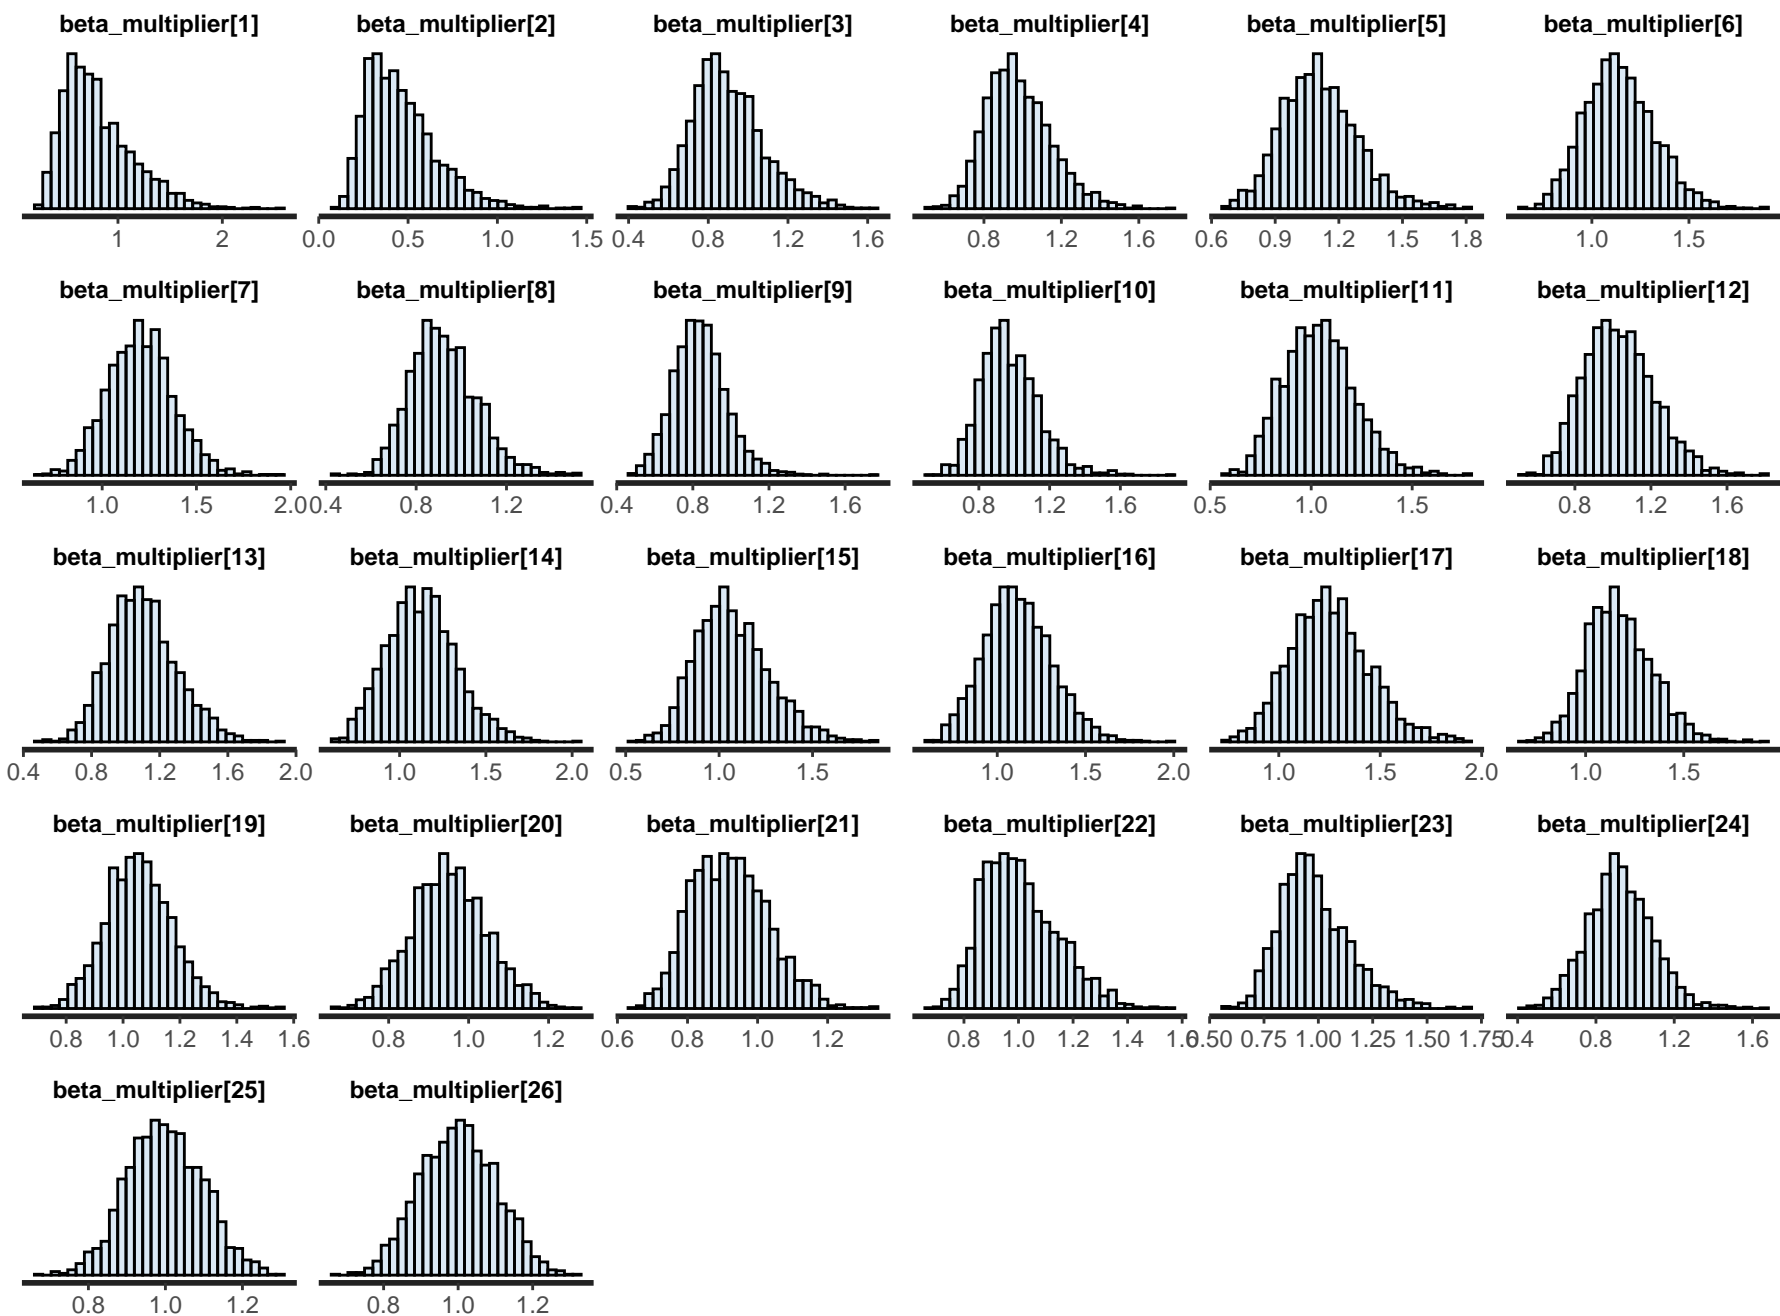 beta_multiplier[1] beta_multiplier[2] beta_multiplier[3] beta_multiplier[4] beta_multiplier[5] beta_multiplier[6]
1 2 0.0 0.5 1.0 1.5 0.4 0.8 1.2 1.6 0.8 1.2 1.6 0.6 0.9 1.2 1.5 1.8 1.0 1.5
beta_multiplier[7] beta_multiplier[8] beta_multiplier[9] beta_multiplier[10] beta_multiplier[11] beta_multiplier[12]
1.0 1.5 2.0 0.4 0.8 1.2 0.4 0.8 1.2 1.6 0.8 1.2 1.6 0.5 1.0 1.5 0.8 1.2 1.6
beta_multiplier[13] beta_multiplier[14] beta_multiplier[15] beta_multiplier[16] beta_multiplier[17] beta_multiplier[18]
0.4 0.8 1.2 1.6 2.0 1.0 1.5 2.0 0.5 1.0 1.5 1.0 1.5 2.0 1.0 1.5 2.0 1.0 1.5
beta_multiplier[19] beta_multiplier[20] beta_multiplier[21] beta_multiplier[22] beta_multiplier[23] beta_multiplier[24]
0.8 1.0 1.2 1.4 1.6 0.8 1.0 1.2 0.6 0.8 1.0 1.2 0.8 1.0 1.2 1.4 1.6 0.50 0.75 1.00 1.25 1.50 1.75 0.4 0.8 1.2 1.6
beta_multiplier[25] beta_multiplier[26]
0.8 1.0 1.2 0.8 1.0 1.2